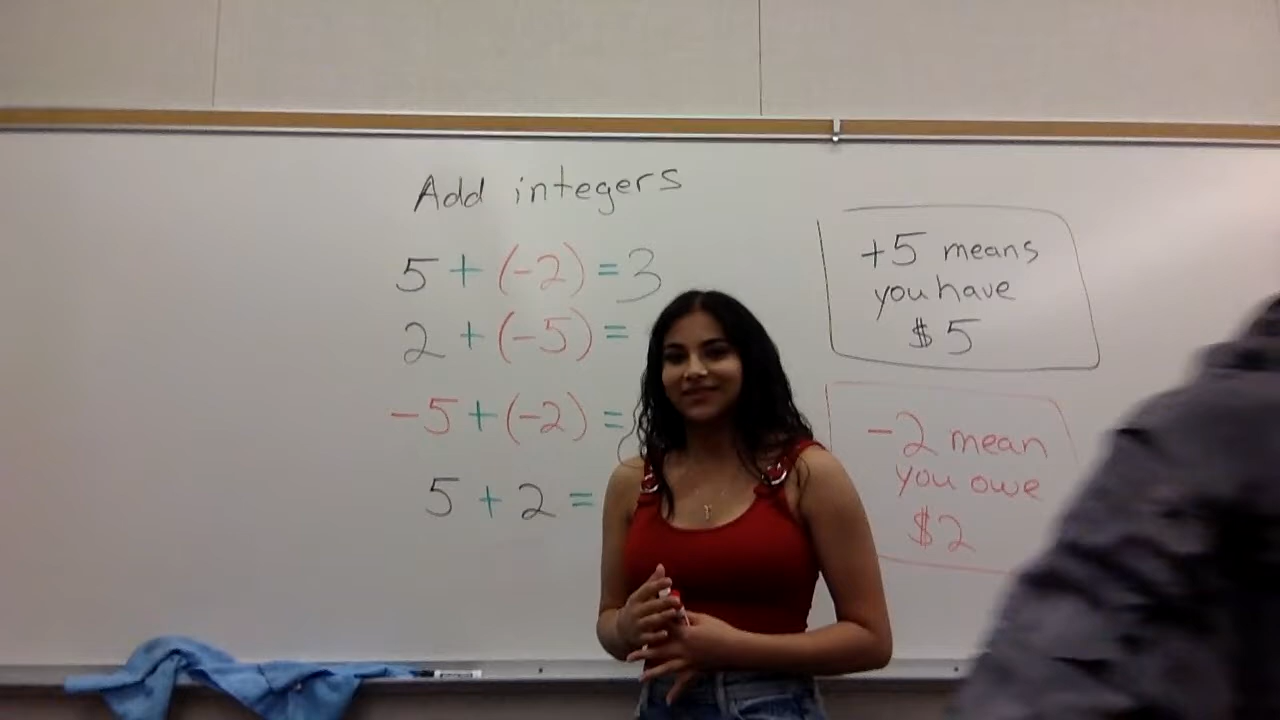 Add integers
5 + (-2) = 3
2 + (-5) =
-5 + (-2) =
5 + 2 =
+5 means
you have
$5
-2 mean
you owe
$2